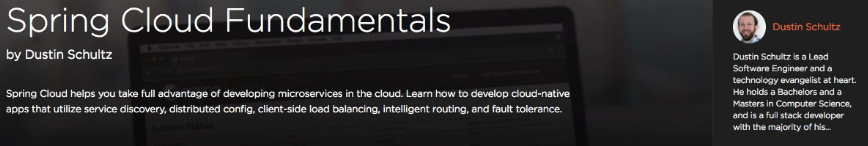 Spring Cloud Fundamentals
by Dustin Schultz
Spring Cloud helps you take full advantage of developing microservices in the cloud. Learn how to develop cloud-native
apps that utilize service discovery, distributed config, client-side load balancing, intelligent routing, and fault tolerance.
Dustin Schultz
Dustin Schultz is a Lead
Software Engineer and a
technology evangelist at heart.
He holds a Bachelors and a
Masters in Computer Science,
and is a full stack developer
with the majority of his...